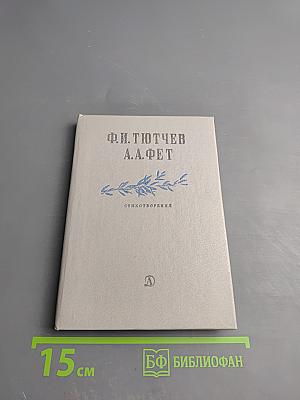 Ф.И.ТЮТЧЕВ
А.А.ФЕТ
СТИХОТВОРЕНИЯ
Д
15 см
БФ БИБЛИОФАН